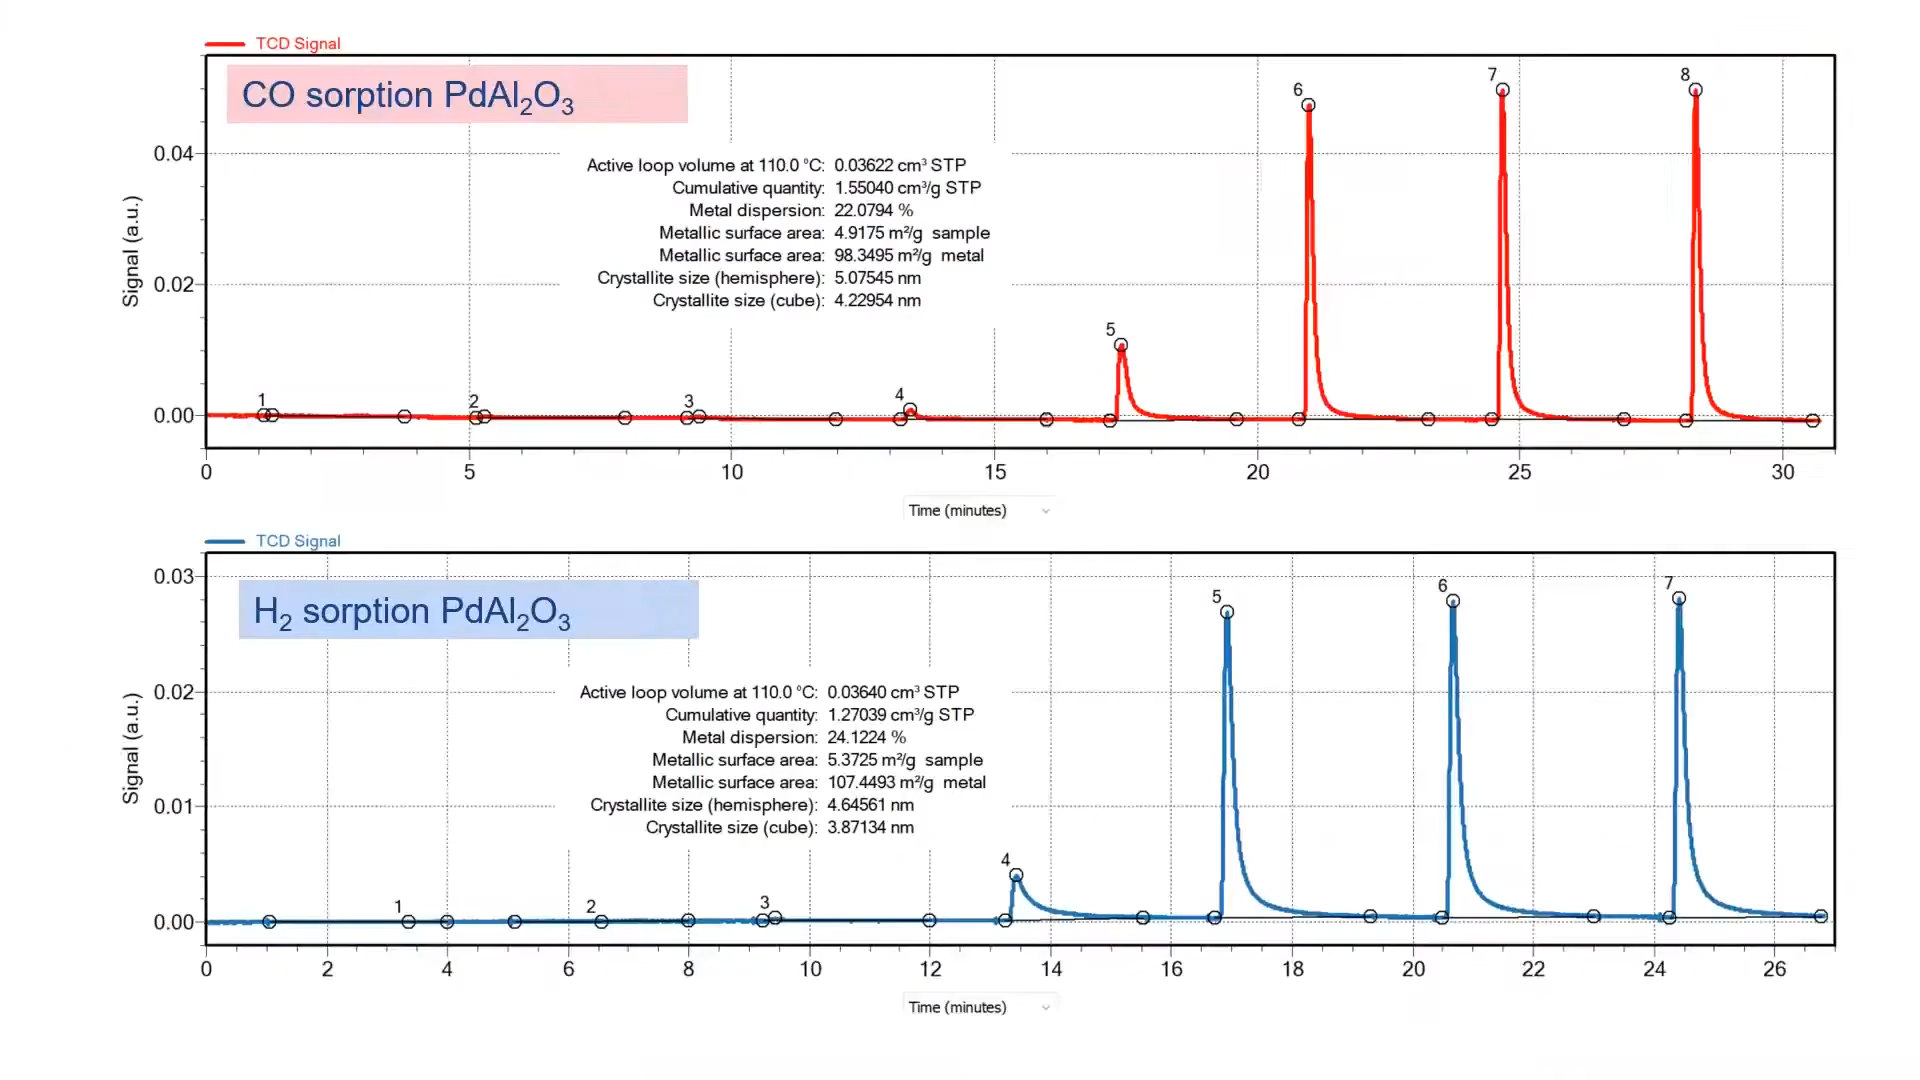 TCD Signal
CO sorption PdAl₂O₃
Signal (a.u.)
0.04
0.02
0.00
Active loop volume at 110.0 °C: 0.03622 cm³ STP
Cumulative quantity: 1.55040 cm³/g STP
Metal dispersion: 22.0794 %
Metallic surface area: 4.9175 m²/g sample
Metallic surface area: 98.3495 m²/g metal
Crystallite size (hemisphere): 5.07545 nm
Crystallite size (cube): 4.22954 nm
1 2 3 4 5 6 7 8
0 5 10 15 20 25 30
Time (minutes)
TCD Signal
H₂ sorption PdAl₂O₃
Signal (a.u.)
0.03
0.02
0.01
0.00
Active loop volume at 110.0 °C: 0.03640 cm³ STP
Cumulative quantity: 1.27039 cm³/g STP
Metal dispersion: 24.1224 %
Metallic surface area: 5.3725 m²/g sample
Metallic surface area: 107.4493 m²/g metal
Crystallite size (hemisphere): 4.64561 nm
Crystallite size (cube): 3.87134 nm
1 2 3 4 5 6 7
0 2 4 6 8 10 12 14 16 18 20 22 24 26
Time (minutes)